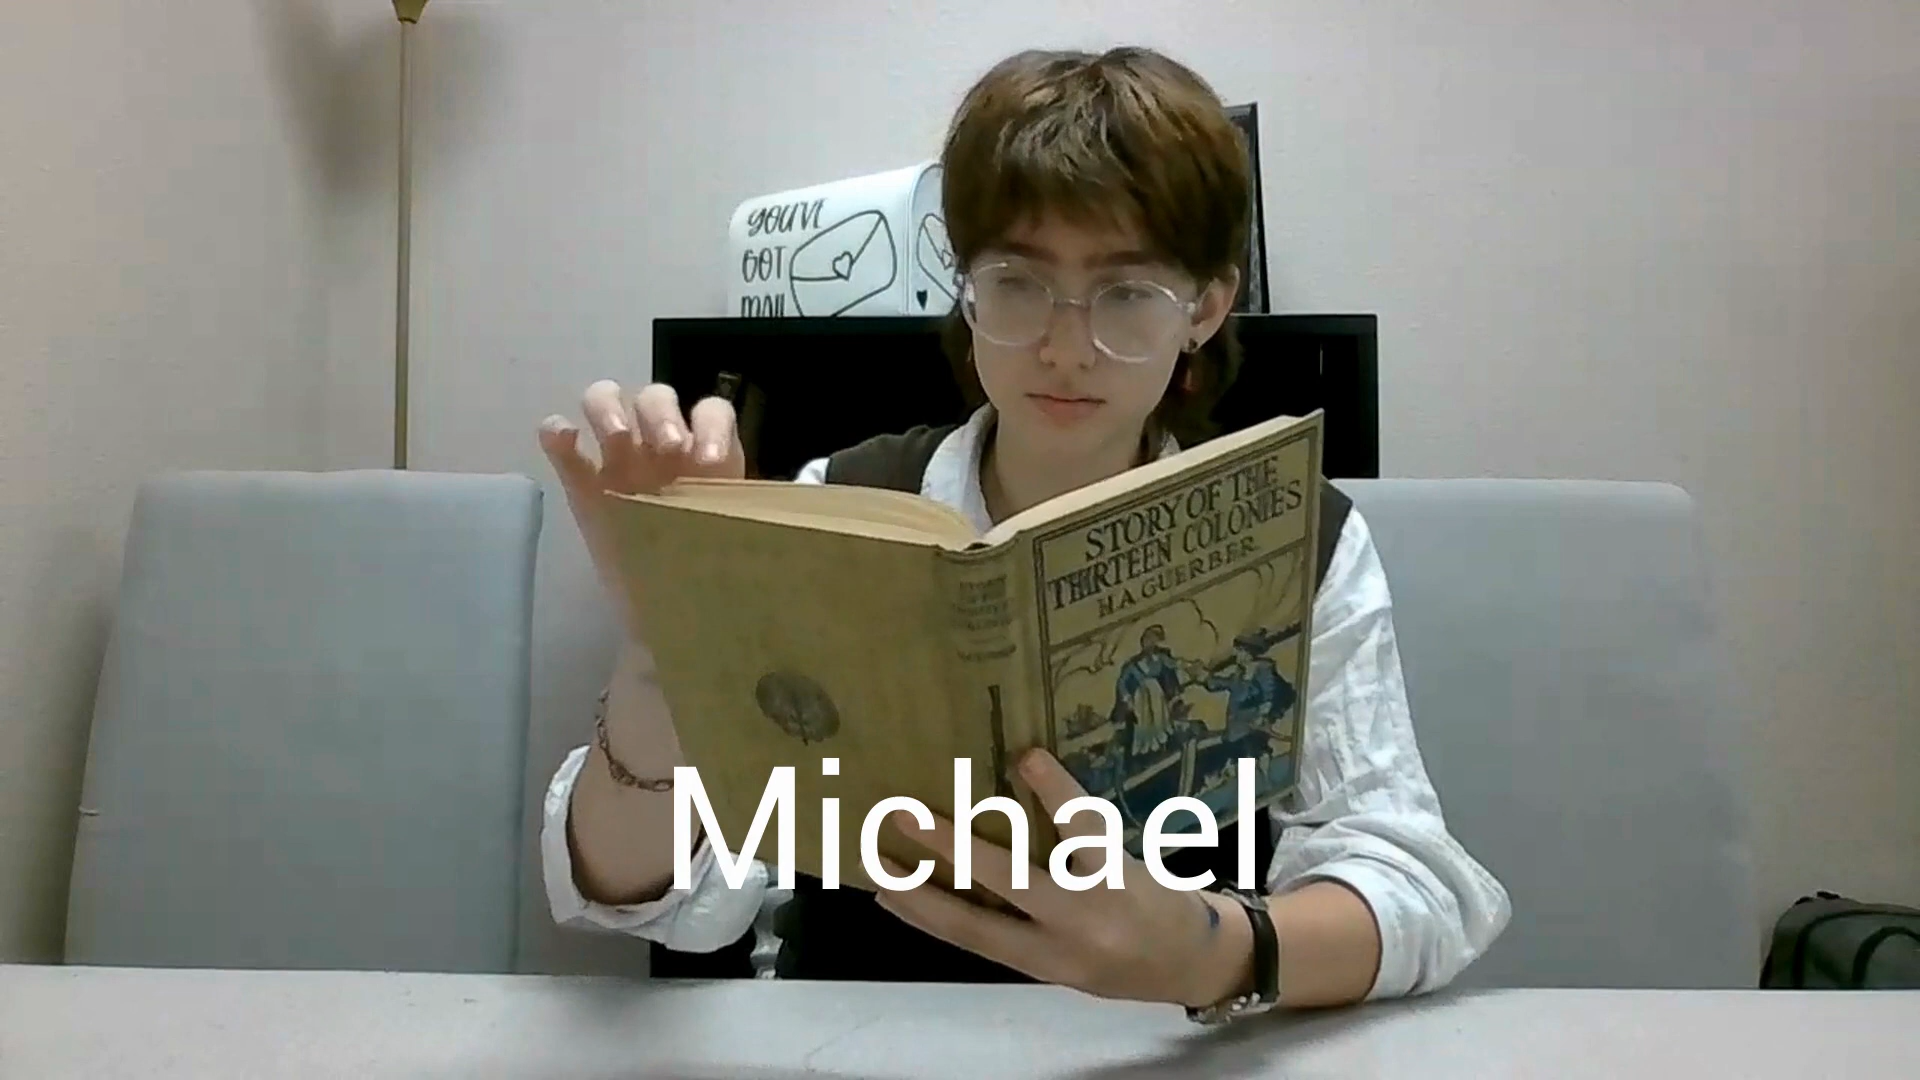 YOU'VE
GOT
MAIL
STORY OF THE
THIRTEEN COLONIES
H.A.GUERBER
Michael